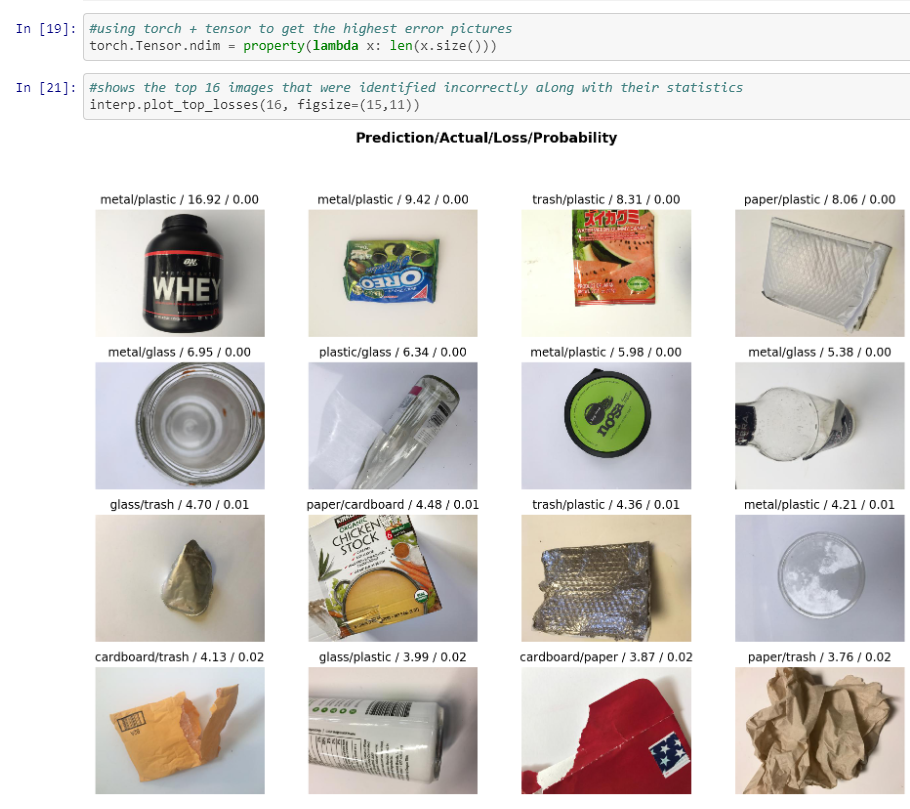 In [19]:
#using torch + tensor to get the highest error pictures
torch.Tensor.ndim = property(lambda x: len(x.size()))
In [21]:
#shows the top 16 images that were identified incorrectly along with their statistics
interp.plot_top_losses(16, figsize=(15,11))
Prediction/Actual/Loss/Probability
metal/plastic / 16.92 / 0.00
metal/plastic / 9.42 / 0.00
trash/plastic / 8.31 / 0.00
paper/plastic / 8.06 / 0.00
ON.
WHEY
OREO
メイカグミ
metal/glass / 6.95 / 0.00
plastic/glass / 6.34 / 0.00
metal/plastic / 5.98 / 0.00
metal/glass / 5.38 / 0.00
noosa
glass/trash / 4.70 / 0.01
paper/cardboard / 4.48 / 0.01
trash/plastic / 4.36 / 0.01
metal/plastic / 4.21 / 0.01
ORGANIC
CHICKEN
STOCK
cardboard/trash / 4.13 / 0.02
glass/plastic / 3.99 / 0.02
cardboard/paper / 3.87 / 0.02
paper/trash / 3.76 / 0.02